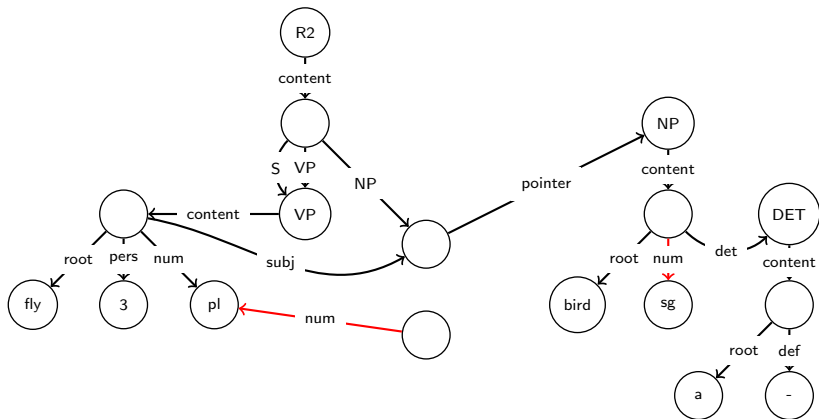 R2
content
NP
S VP
content
NP
pointer
content
VP
DET
subj
det
root pers num
root num
content
fly
3
pl
num
bird
sg
root def
a
-